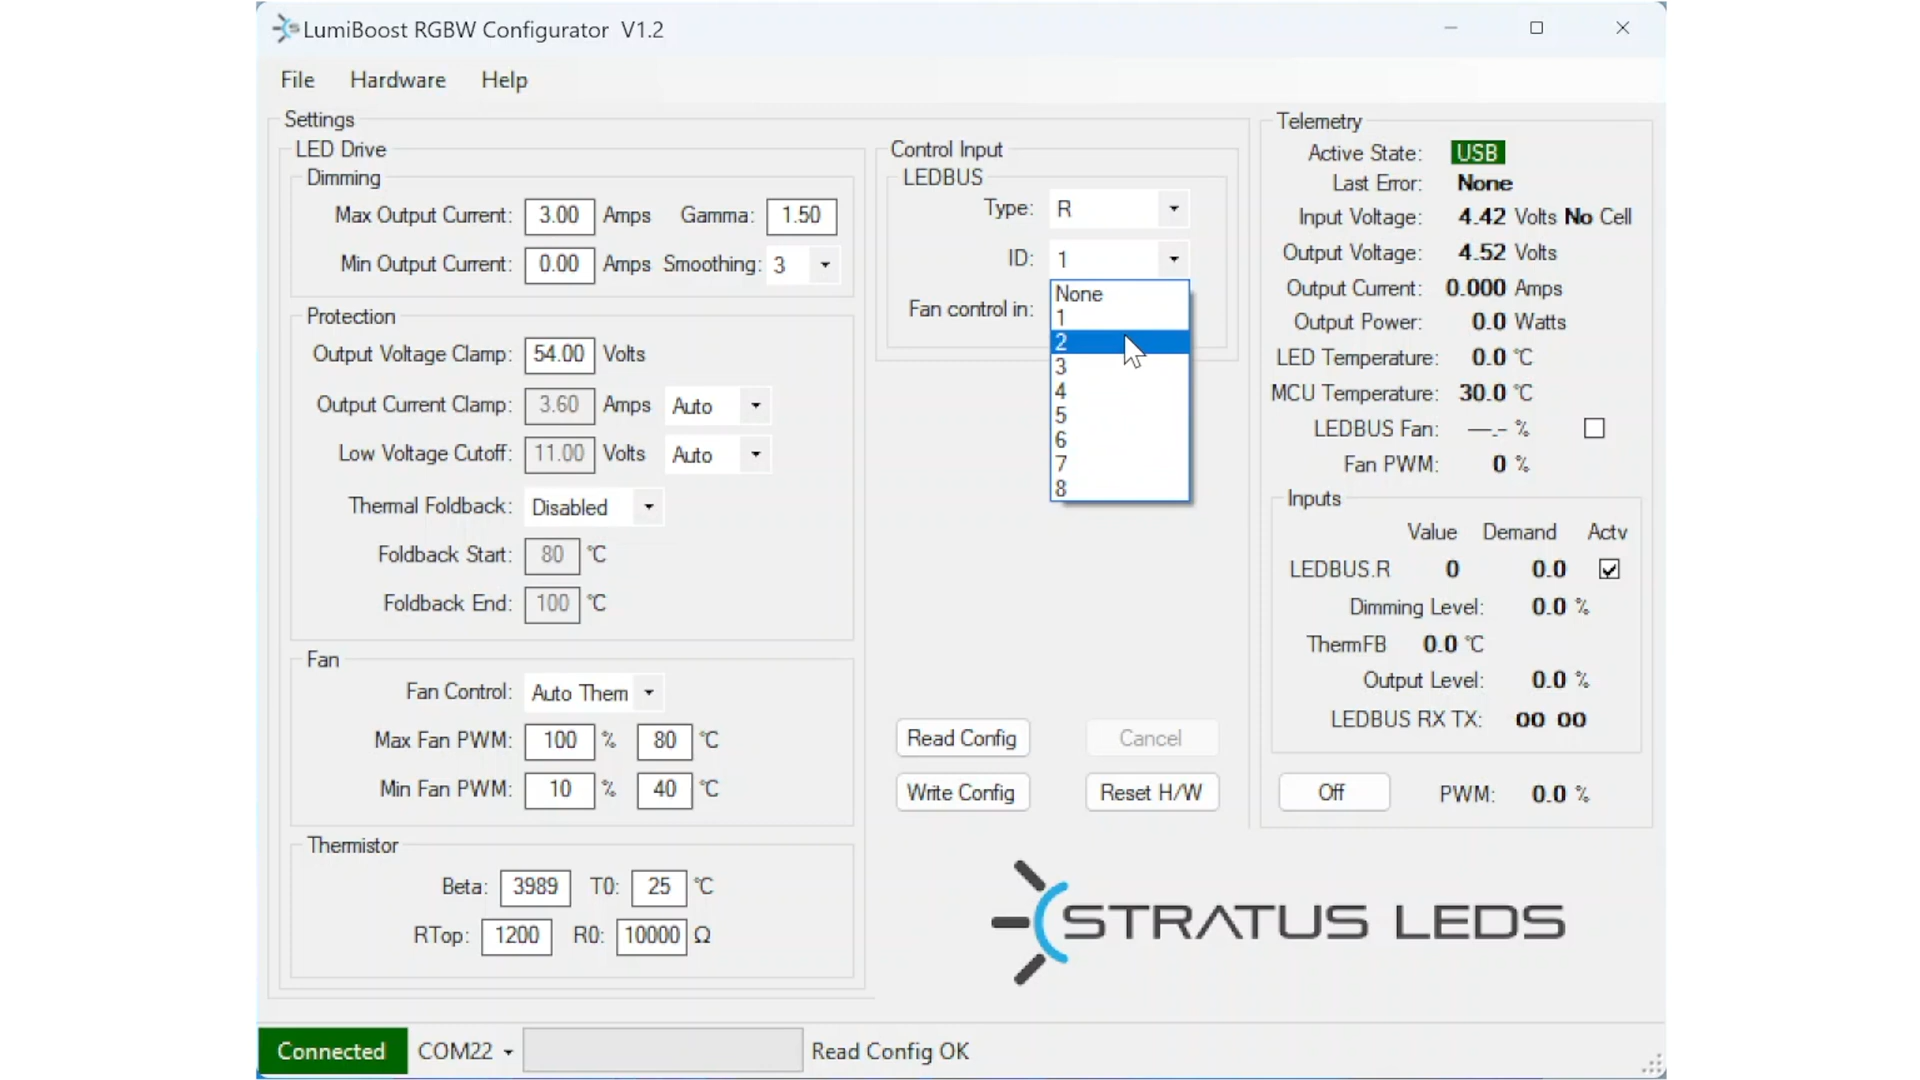 LumiBoost RGBW Configurator V1.2
File Hardware Help
Settings
LED Drive
Dimming
Max Output Current: 3.00 Amps Gamma: 1.50
Min Output Current: 0.00 Amps Smoothing: 3
Protection
Output Voltage Clamp: 54.00 Volts
Output Current Clamp: 3.60 Amps Auto
Low Voltage Cutoff: 11.00 Volts Auto
Thermal Foldback: Disabled
Foldback Start: 80 °C
Foldback End: 100 °C
Fan
Fan Control: Auto Them
Max Fan PWM: 100 % 80 °C
Min Fan PWM: 10 % 40 °C
Thermistor
Beta: 3989 T0: 25 °C
RTop: 1200 R0: 10000 Ω
Control Input
LEDBUS
Type: R
ID: 1
Fan control in:
None
1
2
3
4
5
6
7
8
Read Config Cancel
Write Config Reset H/W
Telemetry
Active State: USB
Last Error: None
Input Voltage: 4.42 Volts No Cell
Output Voltage: 4.52 Volts
Output Current: 0.000 Amps
Output Power: 0.0 Watts
LED Temperature: 0.0 °C
MCU Temperature: 30.0 °C
LEDBUS Fan: --.- %
Fan PWM: 0 %
Inputs
Value Demand Actv
LEDBUS.R 0 0.0
Dimming Level: 0.0 %
ThermFB 0.0 °C
Output Level: 0.0 %
LEDBUS RX TX: 00 00
Off PWM: 0.0 %
STRATUS LEDS
Connected COM22 Read Config OK